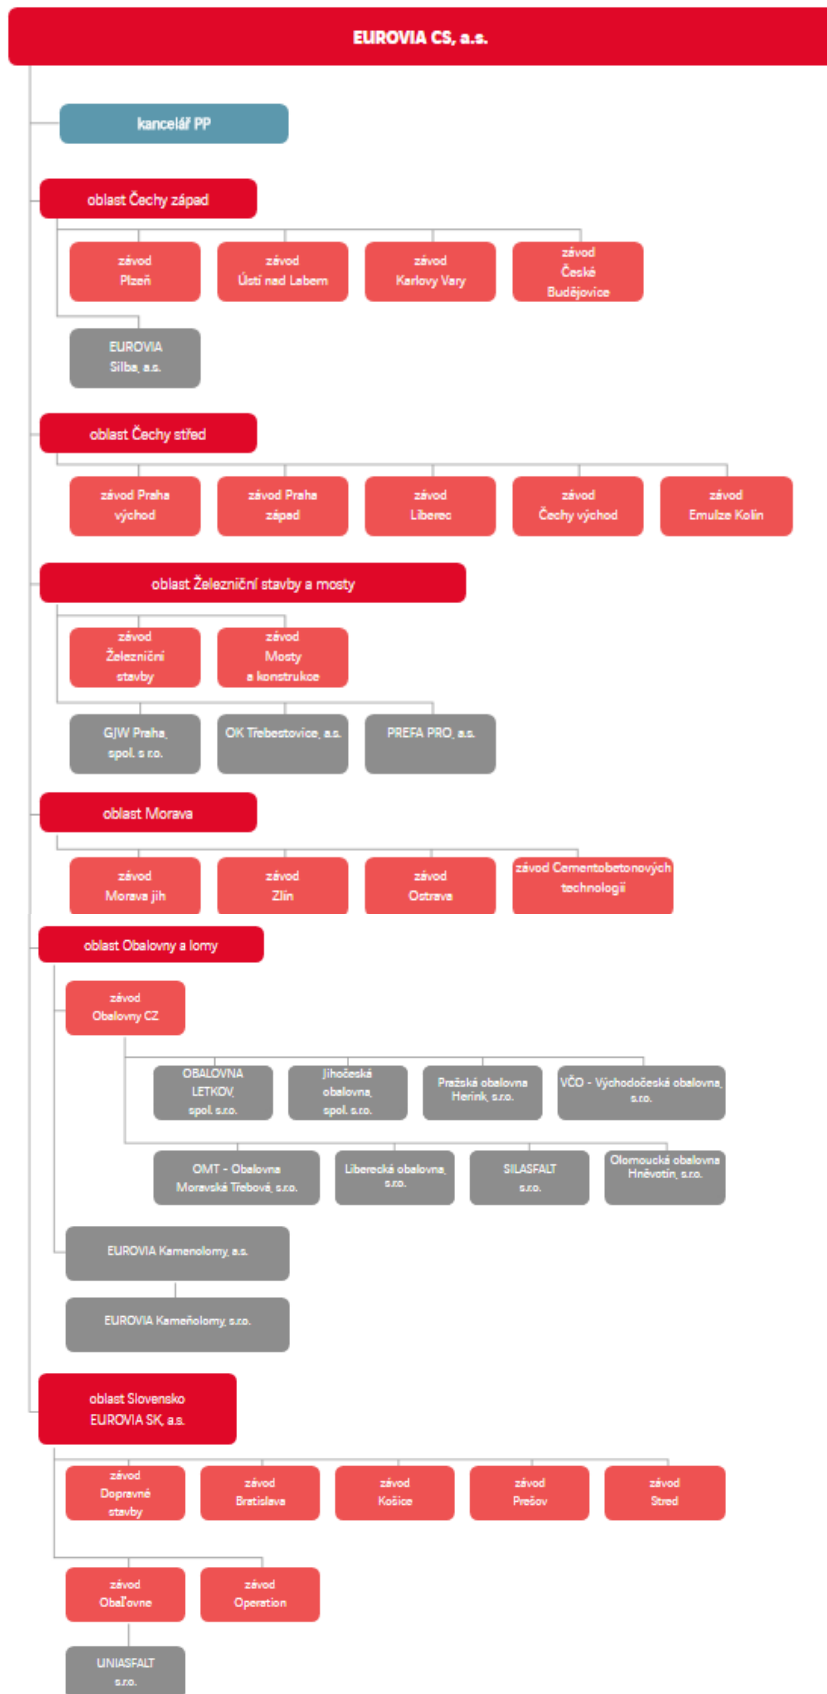 EUROVIA CS, a.s.
kancelář PP
oblast Čechy západ
závod
Plzeň
závod
Ústí nad Labem
závod
Karlovy Vary
závod
České
Budějovice
EUROVIA
Silba, a.s.
oblast Čechy střed
závod Praha
východ
závod Praha
západ
závod
Liberec
závod
Čechy východ
závod
Emulze Kolín
oblast Železniční stavby a mosty
závod
Železniční
stavby
závod
Mosty
a konstrukce
GJW Praha,
spol. s r.o.
OK Třebestovice, a.s.
PREFA PRO, a.s.
oblast Morava
závod
Morava jih
závod
Zlín
závod
Ostrava
závod Cementobetonových
technologií
oblast Obalovny a lomy
závod
Obalovny CZ
OBALOVNA
LETKOV,
spol. s.r.o.
Jihočeská
obalovna,
spol. s.r.o.
Pražská obalovna
Herink, s.r.o.
VČO - Východočeská obalovna,
s.r.o.
OMT - Obalovna
Moravská Třebová, s.r.o.
Liberecká obalovna,
s.r.o.
SILASFALT
s.r.o.
Olomoucká obalovna
Hněvotín, s.r.o.
EUROVIA Kamenolomy, a.s.
EUROVIA Kameňolomy, s.r.o.
oblast Slovensko
EUROVIA SK, a.s.
závod
Dopravné
stavby
závod
Bratislava
závod
Košice
závod
Prešov
závod
Stred
závod
Obaľovne
závod
Operation
UNIASFALT
s.r.o.